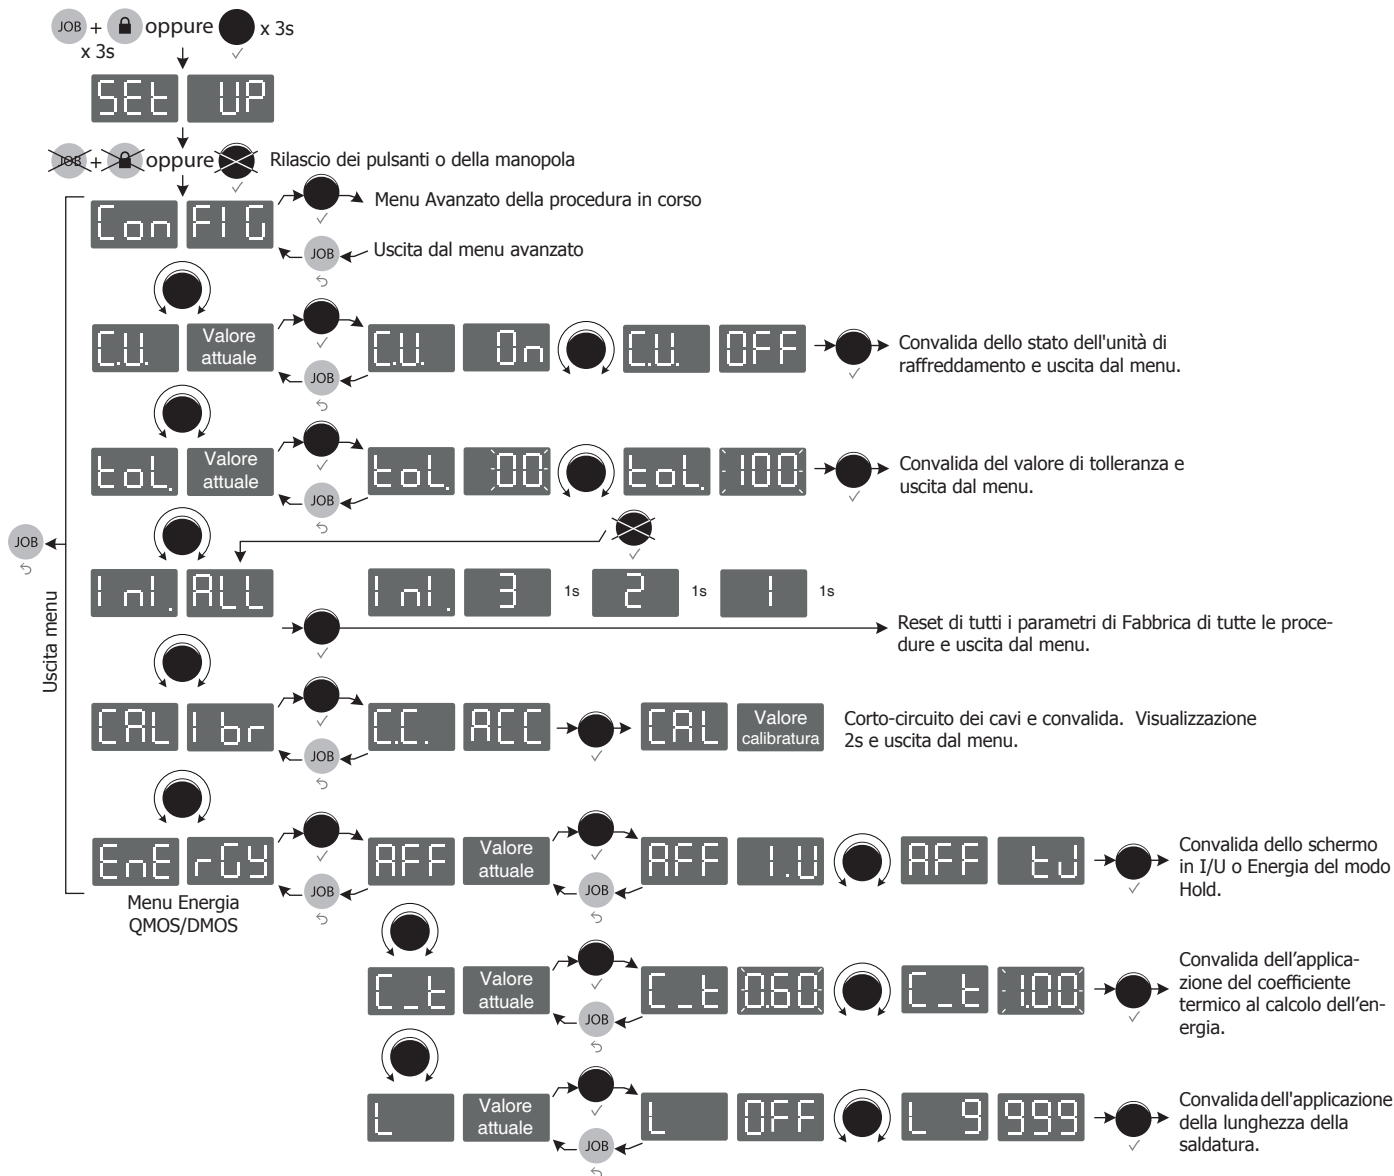 JOB + oppure x 3s
x 3s
SEt UP
JOB + oppure Rilascio dei pulsanti o della manopola
Con FIG
Menu Avanzato della procedura in corso
JOB Uscita dal menu avanzato
C.U. Valore attuale
C.U. On C.U. OFF
Convalida dello stato dell'unità di
raffreddamento e uscita dal menu.
JOB
toL. Valore attuale
toL. 00 toL. 100
Convalida del valore di tolleranza e
uscita dal menu.
JOB
JOB
Uscita menu
InI. ALL
InI. 3 1s 2 1s 1 1s
Reset di tutti i parametri di Fabbrica di tutte le proce-
dure e uscita dal menu.
CAL Ibr
C.C. ACC CAL Valore calibratura
Corto-circuito dei cavi e convalida. Visualizzazione
2s e uscita dal menu.
JOB
EnE rGy
AFF Valore attuale
AFF I.U AFF tJ
Convalida dello schermo
in I/U o Energia del modo
Hold.
JOB
JOB
Menu Energia
QMOS/DMOS
C_t Valore attuale
C_t 0.60 C_t 1.00
Convalida dell'applica-
zione del coefficiente
termico al calcolo dell'en-
ergia.
JOB
L Valore attuale
L OFF L 9 999
Convalida dell'applicazione
della lunghezza della
saldatura.
JOB